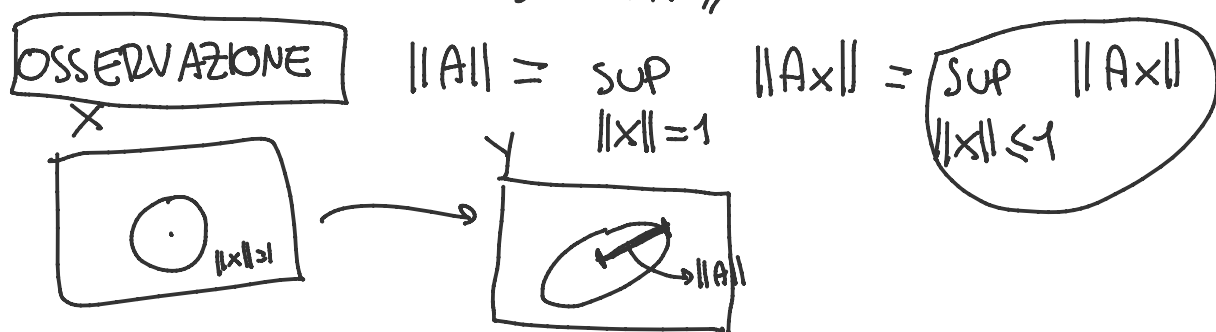 OSSERVAZIONE ||A|| = sup ||Ax|| = sup ||Ax||
||x||=1 ||x||≤1
X Y
||x||=1
||A||